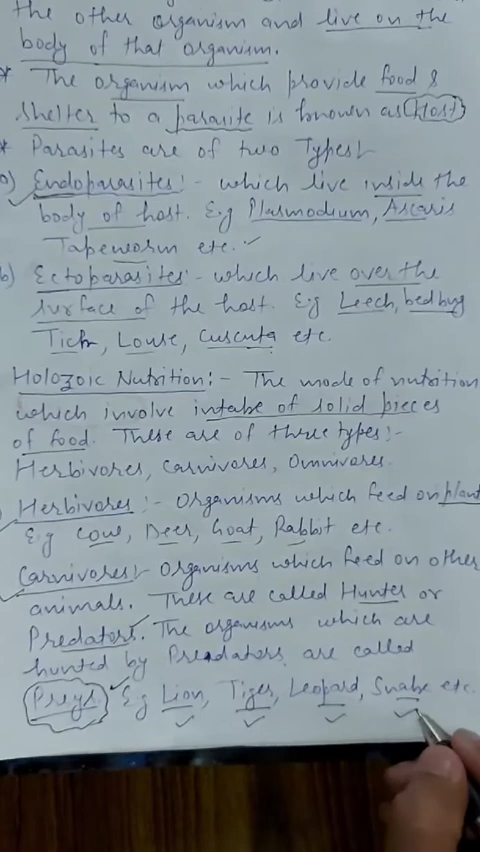 the other organism and live on the
body of that organism.
* The organism which provide food &
shelter to a parasite is known as (Host)
* Parasites are of two Types:-
a) Endoparasites:- which live inside the
body of host. E.g Plasmodium, Ascaris
Tapeworm etc.
b) Ectoparasites:- which live over the
surface of the host. E.g Leech, bed bug
Tick, Louse, Cuscuta etc.
Holozoic Nutrition:- The mode of nutrition
which involve intake of solid pieces
of food. These are of three types:-
Herbivores, Carnivores, Omnivores.
Herbivores:- Organisms which feed on plant
E.g Cow, Deer, Goat, Rabbit etc.
Carnivores:- Organisms which feed on other
animals. These are called Hunter or
Predators. The organisms which are
hunted by Predators are called
Preys E.g Lion, Tiger, Leopard, Snake etc.